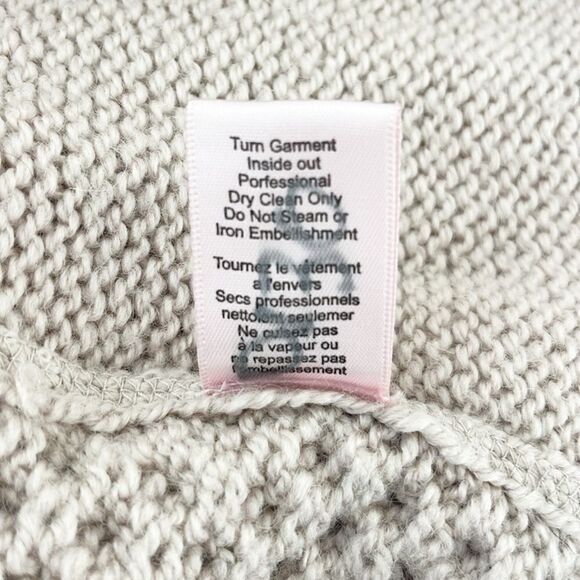 Turn Garment
Inside out
Porfessional
Dry Clean Only
Do Not Steam or
Iron Embellishment
Tournez le vêtement
a l'envers
Secs professionnels
nettoient seulemer
Ne cuisez pas
à la vapeur ou
ne repassez pas
l'embellissement